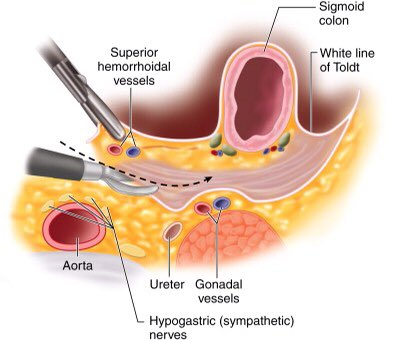 Sigmoid
colon
Superior
hemorrhoidal
vessels
White line
of Toldt
Aorta
Ureter
Gonadal
vessels
Hypogastric (sympathetic)
nerves